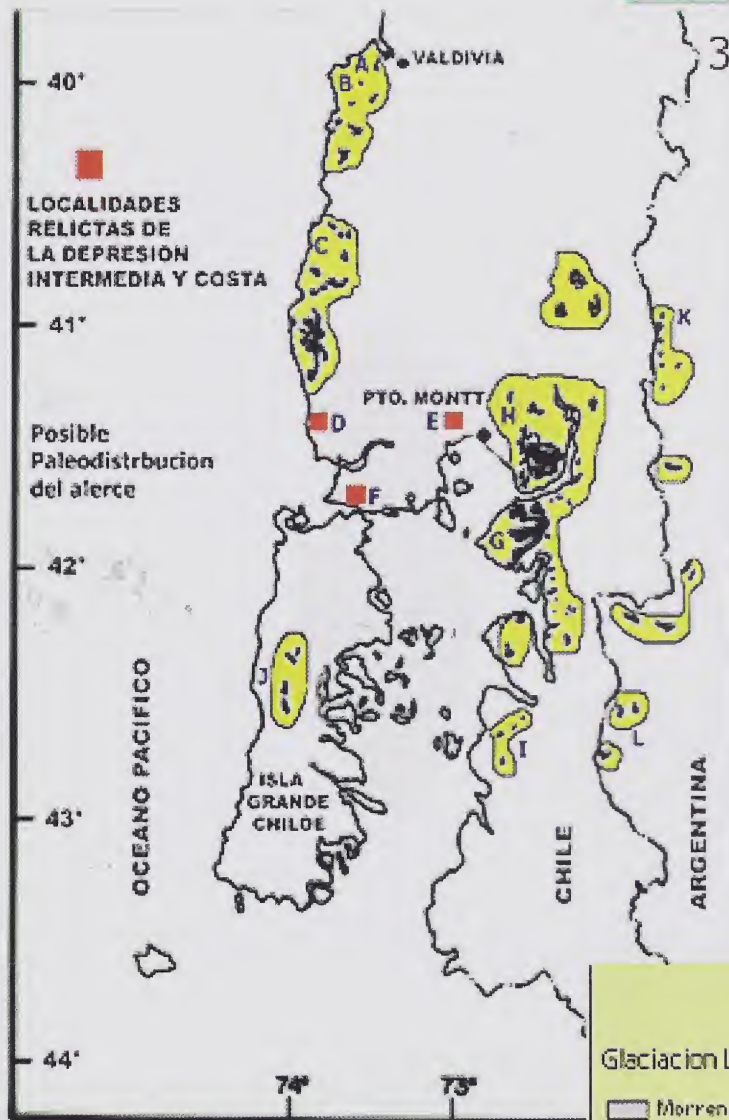 3
VALDIVIA
A
B
40°
LOCALIDADES
RELICTAS DE
LA DEPRESION
INTERMEDIA Y COSTA
C
41°
K
PTO. MONTT
H
D
E
Posible
Paleodistrbucion
del alerce
F
G
42°
J
L
I
ISLA
GRANDE
CHILOE
OCEANO PACIFICO
CHILE
ARGENTINA
43°
44°
74°
73°
Glaciacion L
Morren